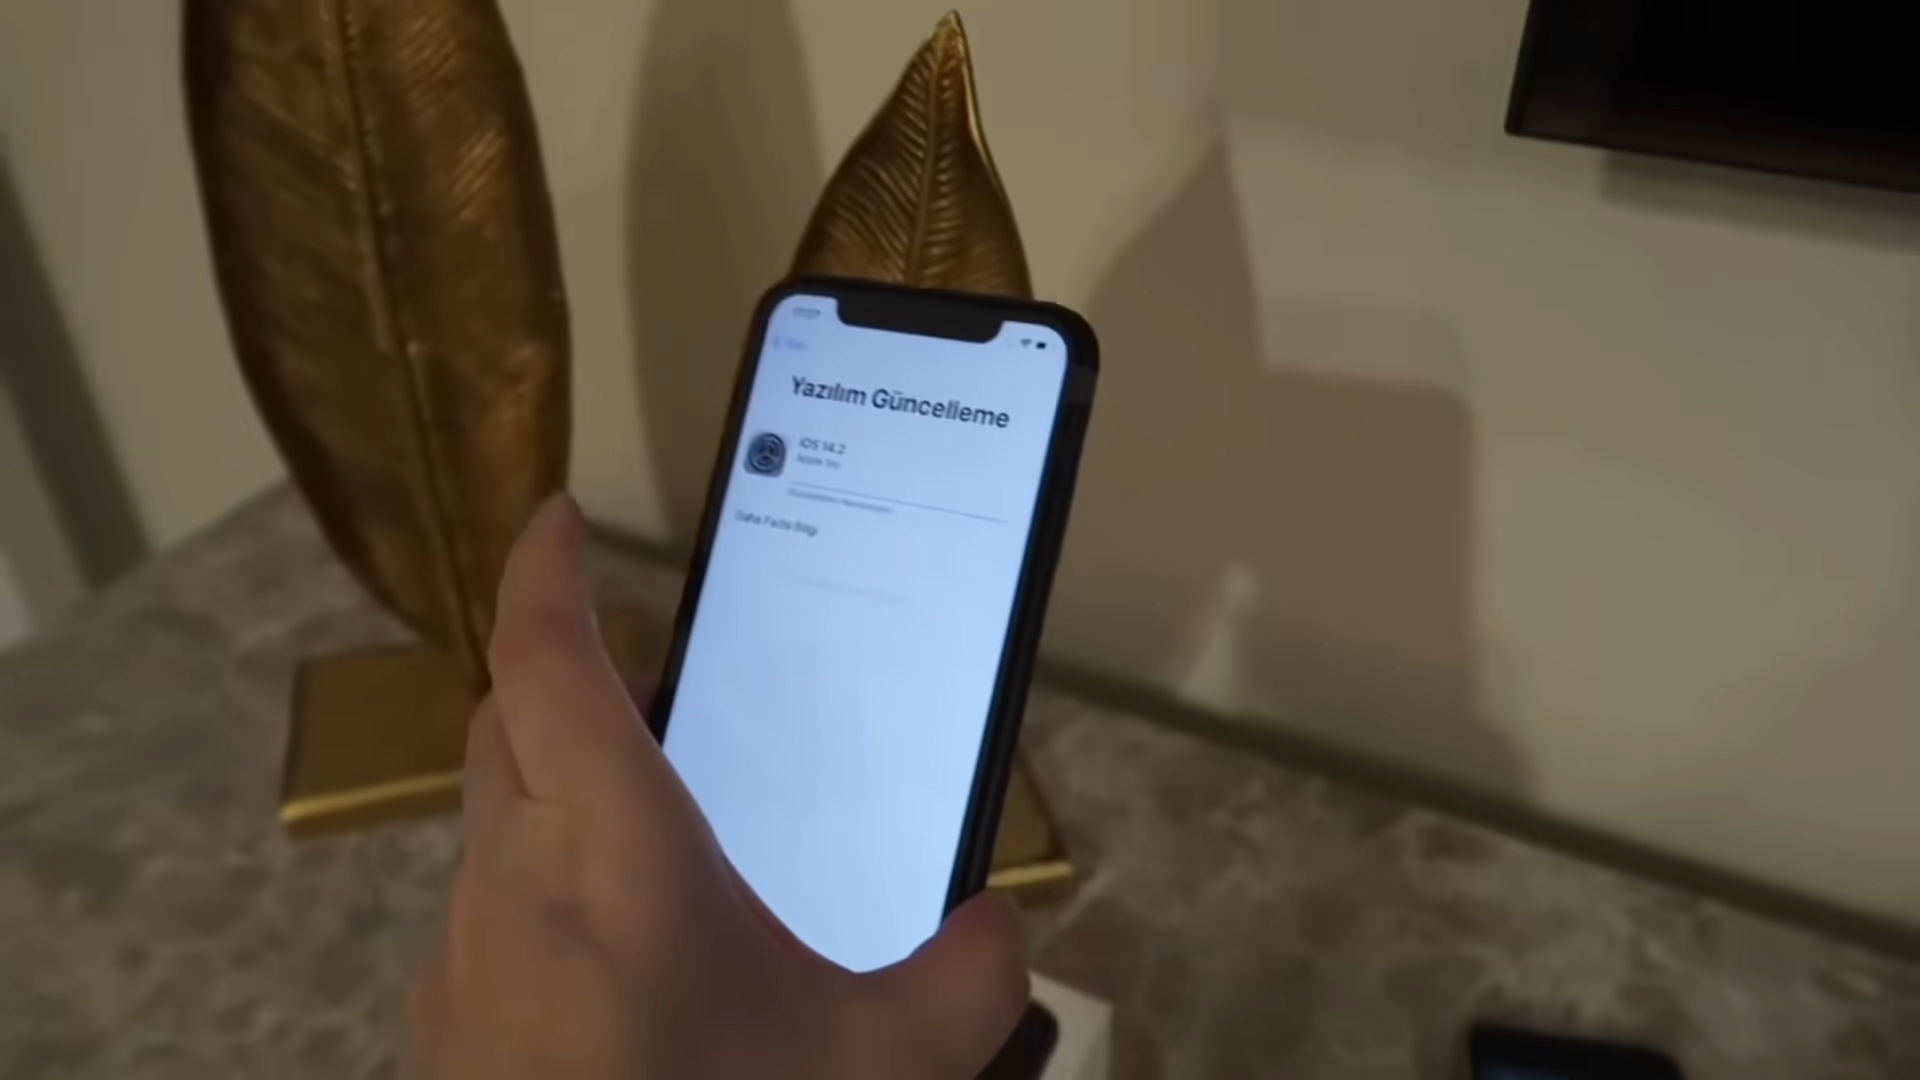 Yazılım Güncelleme
iOS 14.2
Apple Inc.
Daha Fazla Bilgi